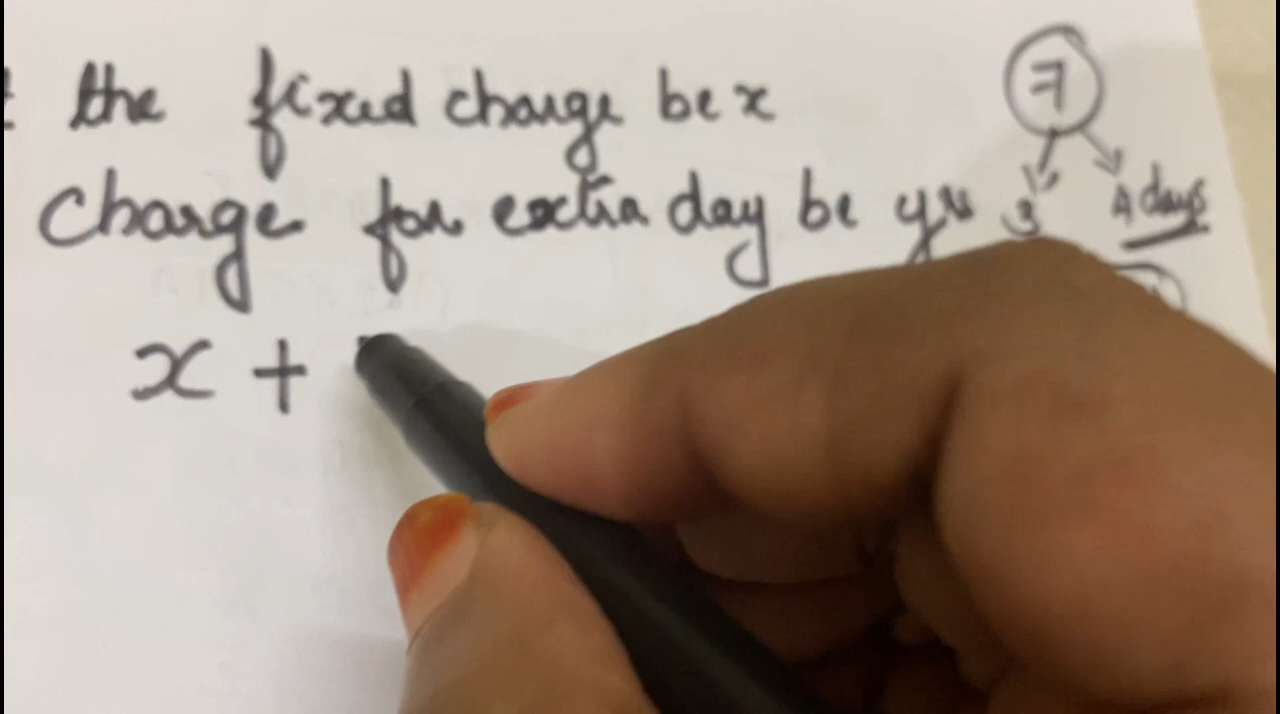 the fixed charge be x
7
Charge for extra day be y
3 4 days
x +